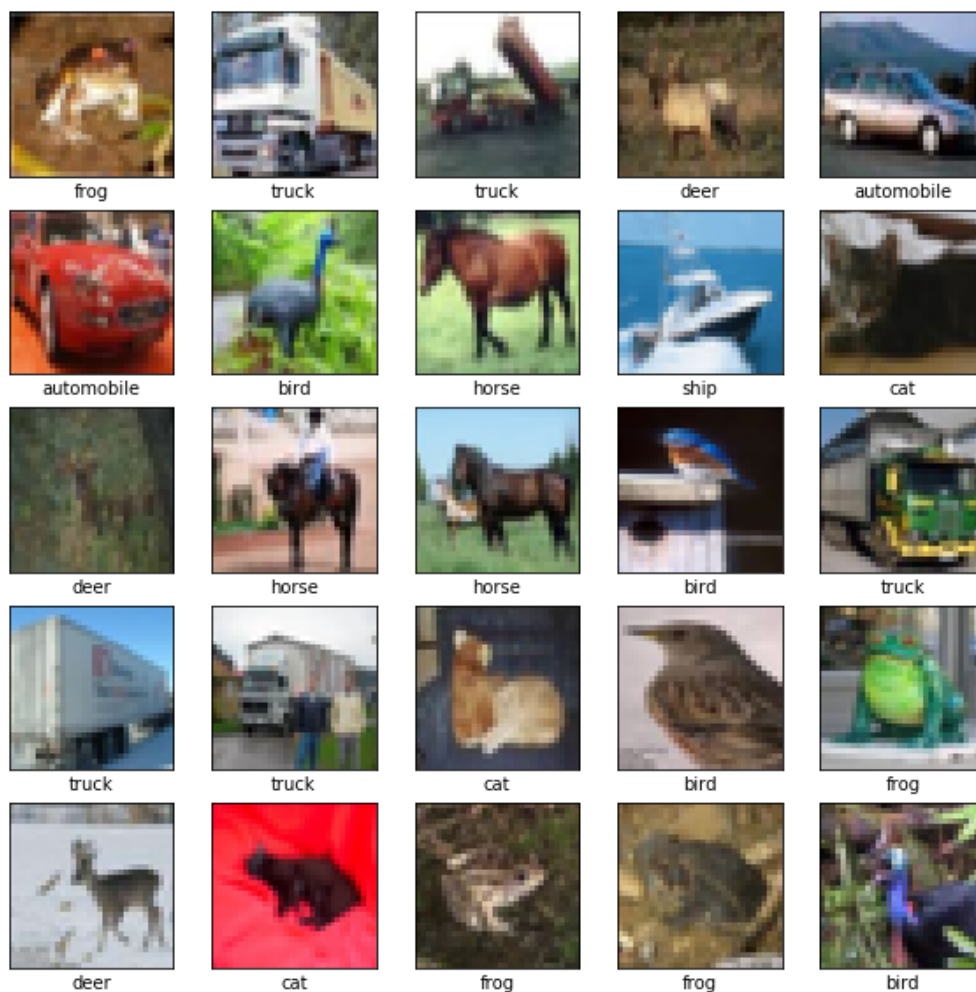 frog truck truck deer automobile
automobile bird horse ship cat
deer horse horse bird truck
truck truck cat bird frog
deer cat frog frog bird